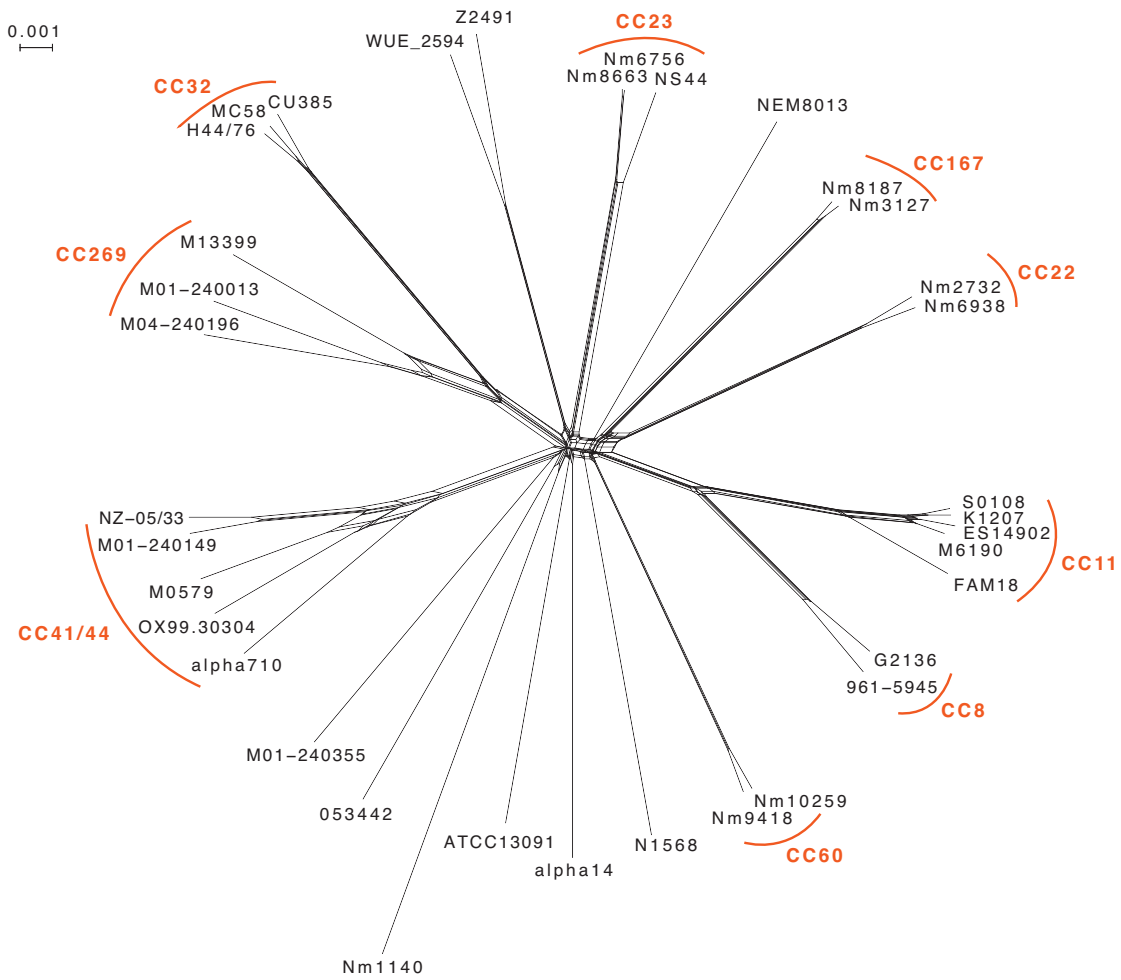 0.001
Z2491
WUE_2594
CC23
Nm6756
Nm8663
NS44
CC32
MC58
CU385
H44/76
NEM8013
CC167
Nm8187
Nm3127
CC269
M13399
M01–240013
M04–240196
CC22
Nm2732
Nm6938
NZ-05/33
M01–240149
M0579
OX99.30304
CC41/44
alpha710
S0108
K1207
ES14902
M6190
CC11
FAM18
G2136
961–5945
CC8
M01–240355
053442
ATCC13091
alpha14
N1568
Nm10259
Nm9418
CC60
Nm1140